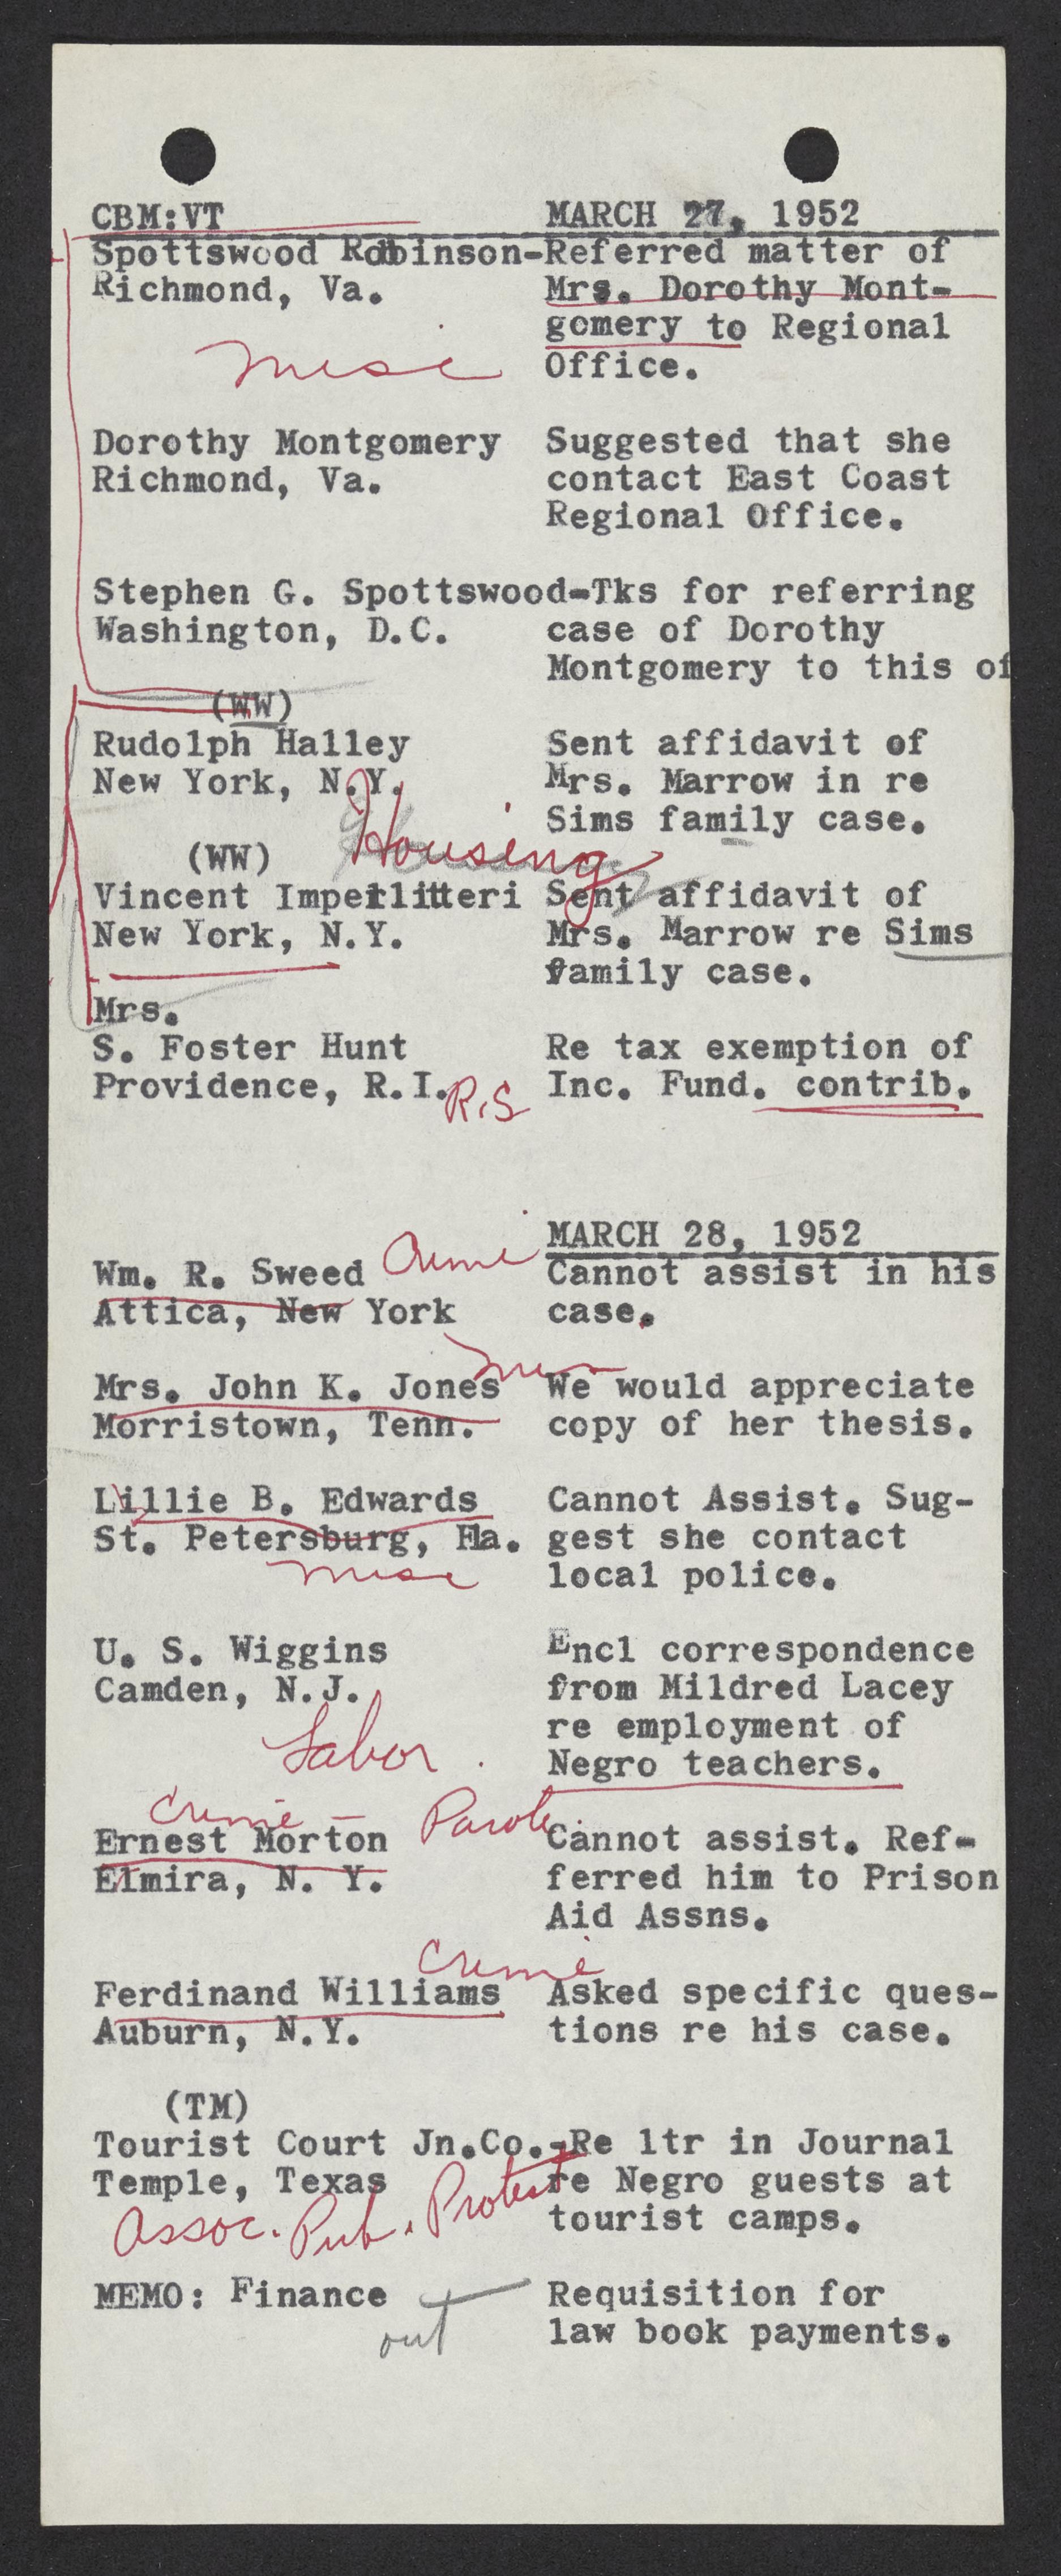 CBM:VT MARCH 27, 1952
Spottswood Robinson-Referred matter of
Richmond, Va. Mrs. Dorothy Mont-
gomery to Regional
misc Office.
Dorothy Montgomery Suggested that she
Richmond, Va. contact East Coast
Regional Office.
Stephen G. Spottswood-Tks for referring
Washington, D.C. case of Dorothy
Montgomery to this of
(WW)
Rudolph Halley Sent affidavit of
New York, N.Y. Mrs. Marrow in re
Sims family case.
Housing
(WW)
Vincent Impetlitteri Sent affidavit of
New York, N.Y. Mrs. Marrow re Sims
family case.
Mrs.
S. Foster Hunt Re tax exemption of
Providence, R.I. R.S Inc. Fund. contrib.
MARCH 28, 1952
Wm. R. Sweed Crime Cannot assist in his
Attica, New York case.
Mrs. John K. Jones We would appreciate
Morristown, Tenn. copy of her thesis.
Lillie B. Edwards Cannot Assist. Sug-
St. Petersburg, Fla. gest she contact
misc local police.
U. S. Wiggins Encl correspondence
Camden, N.J. from Mildred Lacey
re employment of
Labor. Negro teachers.
Crime - Parole
Ernest Morton Cannot assist. Ref-
Elmira, N. Y. ferred him to Prison
Aid Assns.
Crime
Ferdinand Williams Asked specific ques-
Auburn, N.Y. tions re his case.
(TM)
Tourist Court Jn.Co.-Re ltr in Journal
Temple, Texas re Negro guests at
Assoc. Pub. Protest tourist camps.
MEMO: Finance Requisition for
out law book payments.